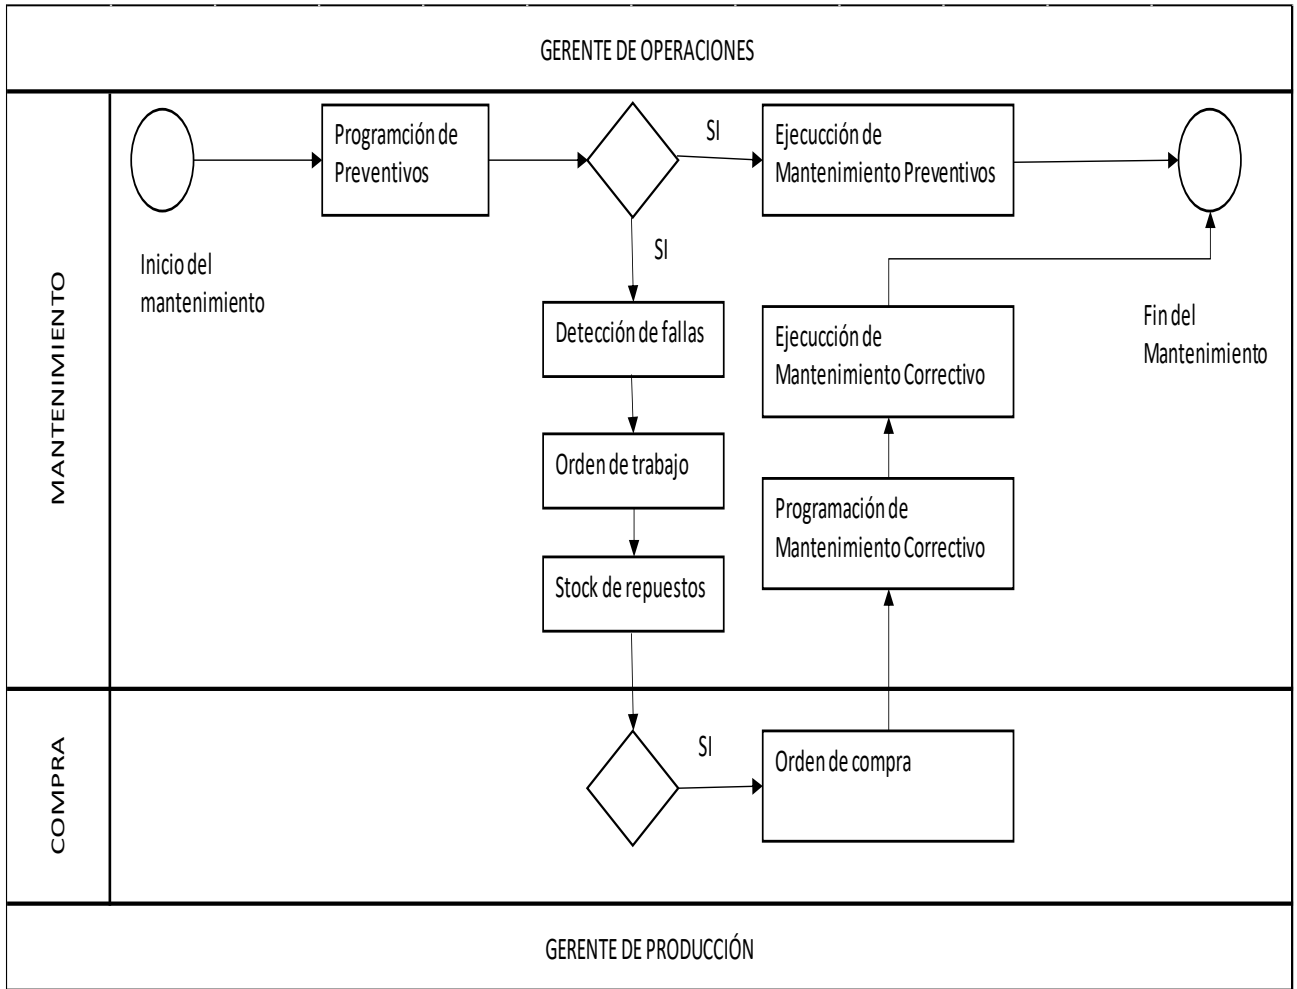 GERENTE DE OPERACIONES
MANTENIMIENTO
Programción de
Preventivos
SI
Ejecucción de
Mantenimiento Preventivos
Inicio del
mantenimiento
SI
Detección de fallas
Ejecucción de
Mantenimiento Correctivo
Fin del
Mantenimiento
Orden de trabajo
Programación de
Mantenimiento Correctivo
Stock de repuestos
COMPRA
SI
Orden de compra
GERENTE DE PRODUCCIÓN